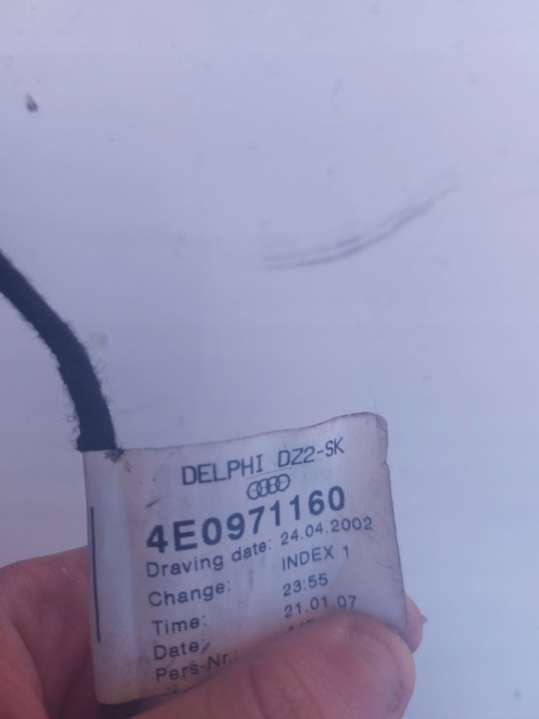 DELPHI DZ2-SK
4E0971160
Draving date: 24.04.2002
Change: INDEX 1
Time: 23:55
Date: 21.01.07
Pers-Nr.: